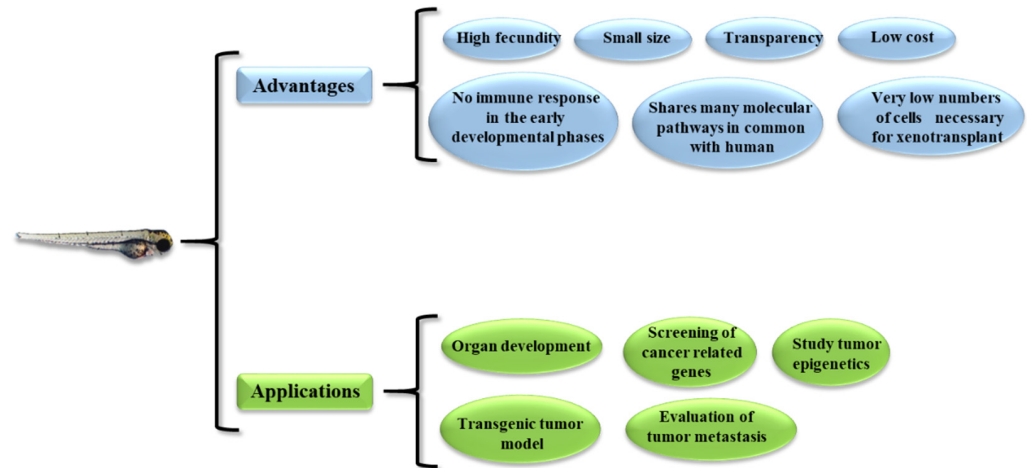 High fecundity
Small size
Transparency
Low cost
Advantages
No immune response
in the early
developmental phases
Shares many molecular
pathways in common
with human
Very low numbers
of cells necessary
for xenotransplant
Organ development
Screening of
cancer related
genes
Study tumor
epigenetics
Applications
Transgenic tumor
model
Evaluation of
tumor metastasis